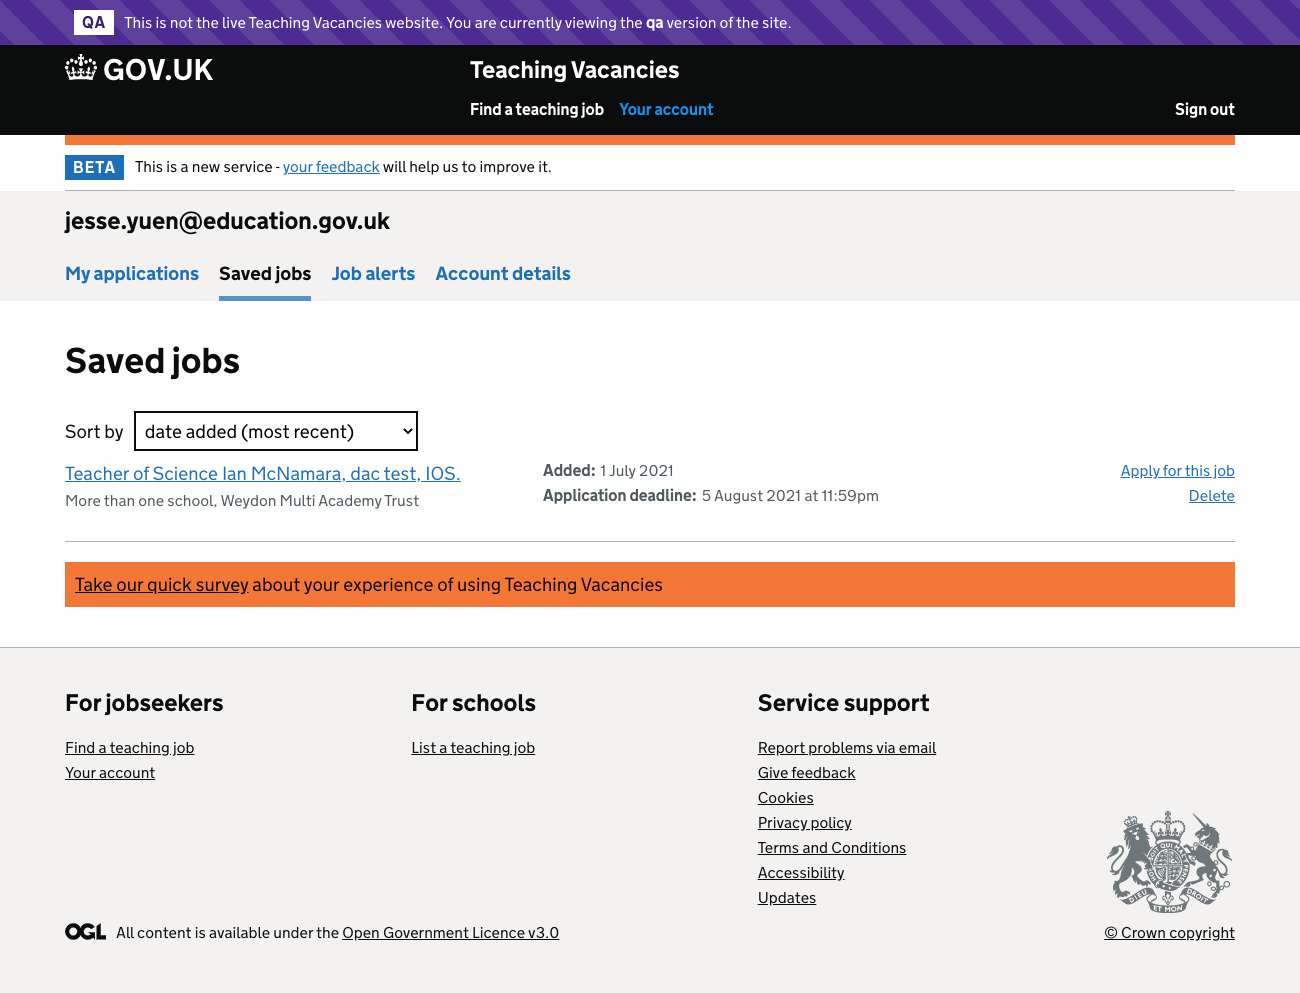 QA This is not the live Teaching Vacancies website. You are currently viewing the qa version of the site.
GOV.UK Teaching Vacancies
Find a teaching job Your account Sign out
BETA This is a new service - your feedback will help us to improve it.
jesse.yuen@education.gov.uk
My applications Saved jobs Job alerts Account details
Saved jobs
Sort by date added (most recent)
Teacher of Science Ian McNamara, dac test, IOS. Added: 1 July 2021 Apply for this job
More than one school, Weydon Multi Academy Trust Application deadline: 5 August 2021 at 11:59pm Delete
Take our quick survey about your experience of using Teaching Vacancies
For jobseekers
Find a teaching job
Your account
For schools
List a teaching job
Service support
Report problems via email
Give feedback
Cookies
Privacy policy
Terms and Conditions
Accessibility
Updates
OGL All content is available under the Open Government Licence v3.0
© Crown copyright